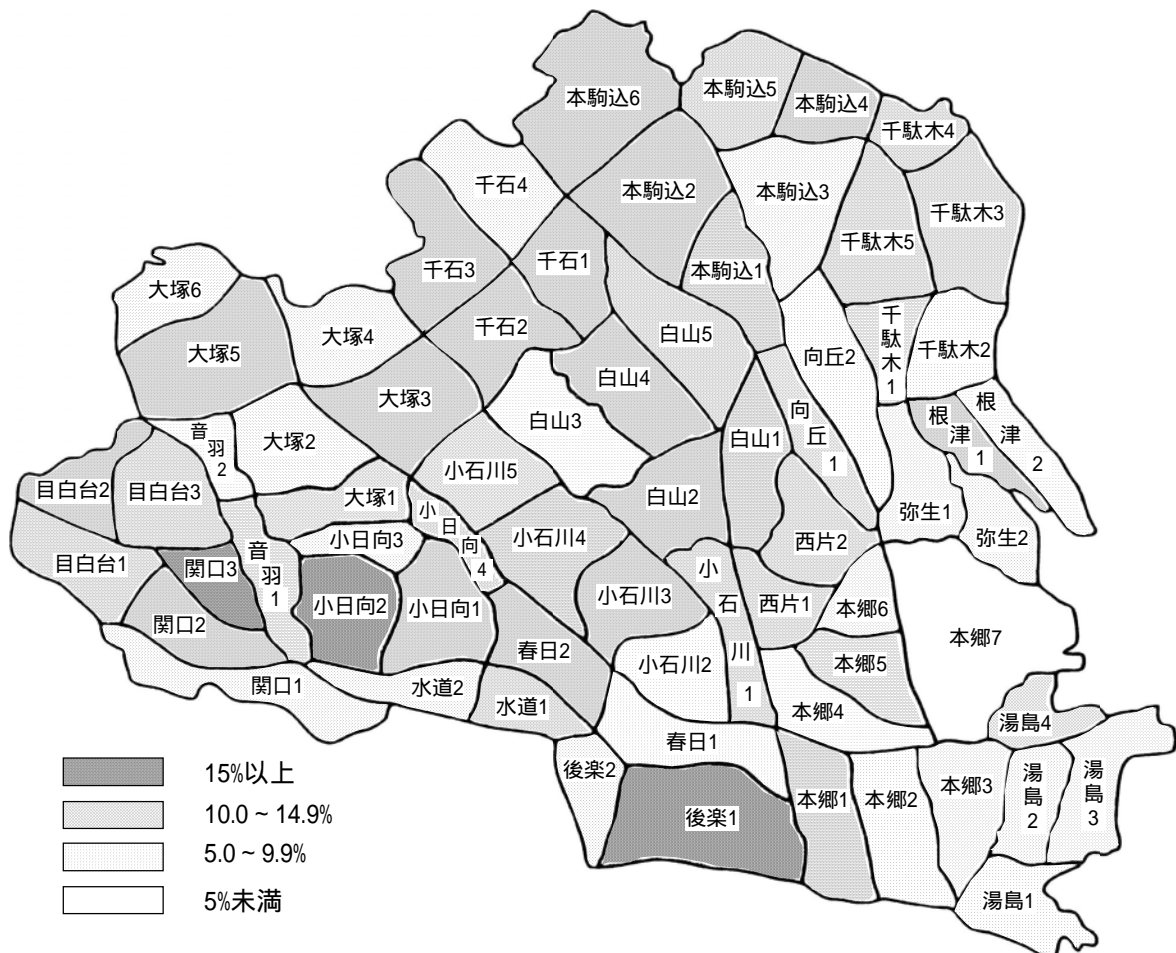 本駒込6
本駒込5
本駒込4
千駄木4
千石4
本駒込2
本駒込3
千駄木3
千駄木5
千石3
千石1
本駒込1
大塚6
大塚4
千石2
白山5
千駄木1
千駄木2
大塚5
向丘2
大塚3
白山4
白山3
向丘1
根津1
根津2
音羽2
大塚2
白山1
目白台2
目白台3
小石川5
白山2
大塚1
小日向4
弥生1
弥生2
小日向3
小石川4
西片2
目白台1
関口3
音羽1
小日向2
小日向1
小石川3
小石川1
西片1
本郷6
本郷7
関口2
春日2
小石川2
本郷5
関口1
水道2
水道1
本郷4
湯島4
春日1
後楽2
後楽1
本郷1
本郷2
本郷3
湯島2
湯島3
湯島1
15%以上
10.0~14.9%
5.0~9.9%
5%未満